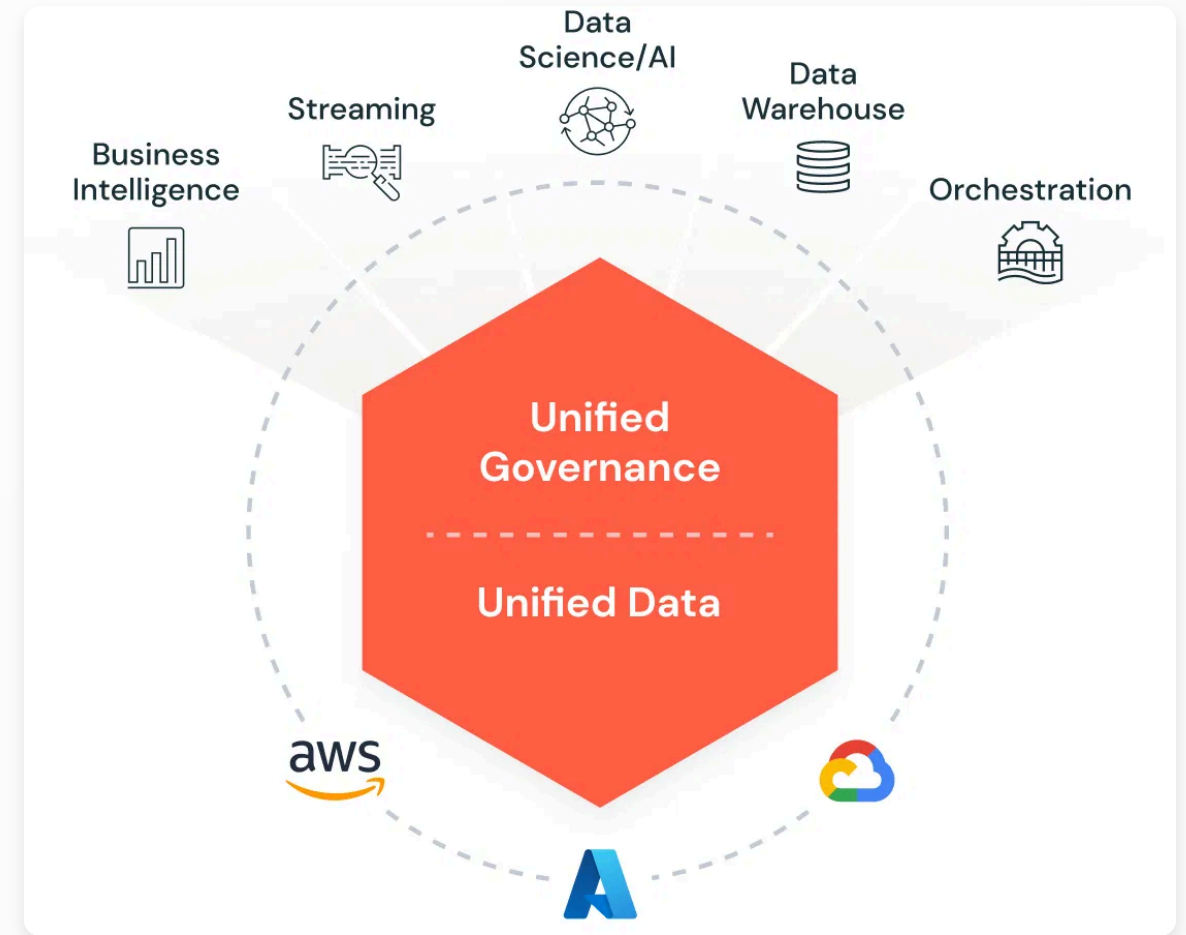 Data
Science/AI
Data
Warehouse
Streaming
Business
Intelligence
Orchestration
Unified
Governance
Unified Data
aws